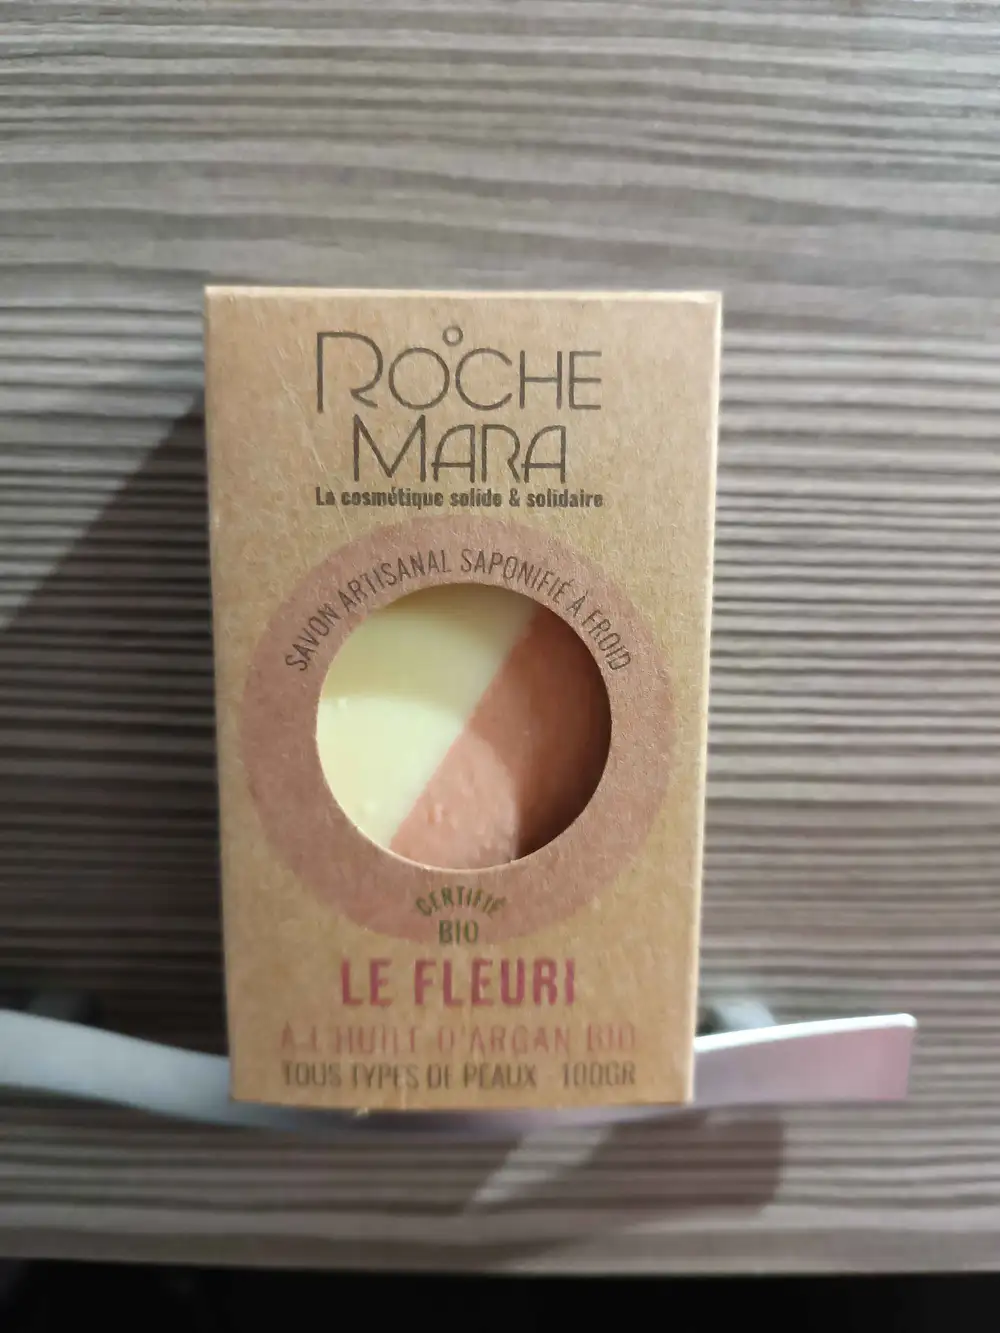 ROCHE
MARA
La cosmétique solide & solidaire
SAVON ARTISANAL SAPONIFIÉ À FROID
CERTIFIÉ
BIO
LE FLEURI
À L'HUILE D'ARGAN BIO
TOUS TYPES DE PEAUX - 100GR